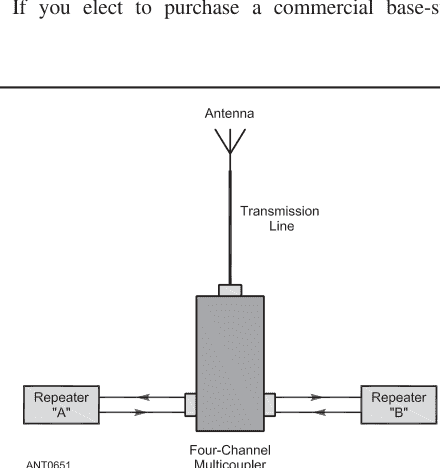 If you elect to purchase a commercial base-s
Antenna
Transmission
Line
Repeater
"A"
Repeater
"B"
Four-Channel
Multicoupler
ANT0651